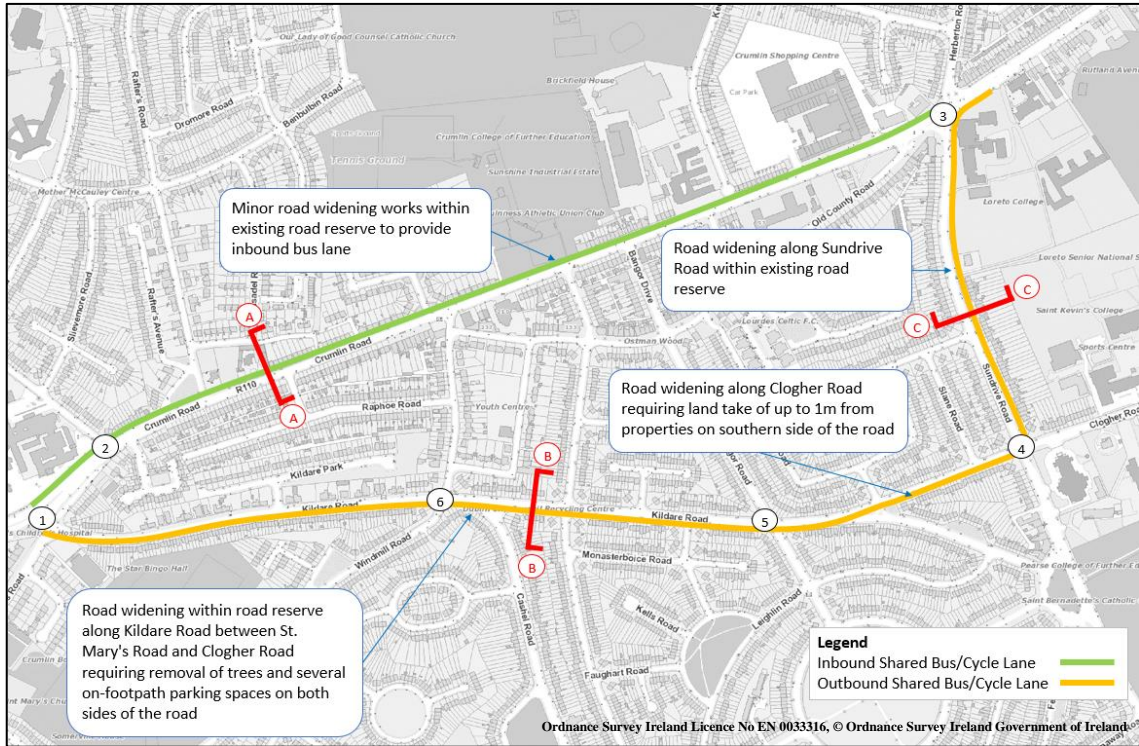 Our Lady of Good Counsel Catholic Church
Rafter's Road
Dromore Road
Benbulbin Road
Crumlin Shopping Centre
Herberton Road
Rutland Avenue
Brickfield House
Car Park
Sports Ground
Crumlin College of Further Education
Tennis Ground
Sunshine Industrial Estate
3
Mother McCauley Centre
Loreto College
Minor road widening works within
existing road reserve to provide
inbound bus lane
Guinness Athletic Union Club
Old County Road
Road widening along Sundrive
Road within existing road
reserve
Loreto Senior National S
Bangor Drive
Slievemore Road
Rafter's Avenue
A
C
C
Saint Kevin's College
Lourdes Celtic F.C.
Sports Centre
Ostman Wood
Crumlin Road
R110
Crumlin Road
A
Raphoe Road
Youth Centre
Road widening along Clogher Road
requiring land take of up to 1m from
properties on southern side of the road
Slane Road
Sundrive Road
Clogher Ro
2
4
B
Kildare Park
6
1
Kildare Road
Recycling Centre
Kildare Road
5
Windmill Road
The Star Bingo Hall
B
Monasterboice Road
Pearse College of Further Ed
Saint Bernadette's Catholic
Cashel Road
Kells Road
Leighlin Road
Faughart Road
Road widening within road reserve
along Kildare Road between St.
Mary's Road and Clogher Road
requiring removal of trees and several
on-footpath parking spaces on both
sides of the road
Legend
Inbound Shared Bus/Cycle Lane
Outbound Shared Bus/Cycle Lane
Ordnance Survey Ireland Licence No EN 0033316, © Ordnance Survey Ireland Government of Ireland